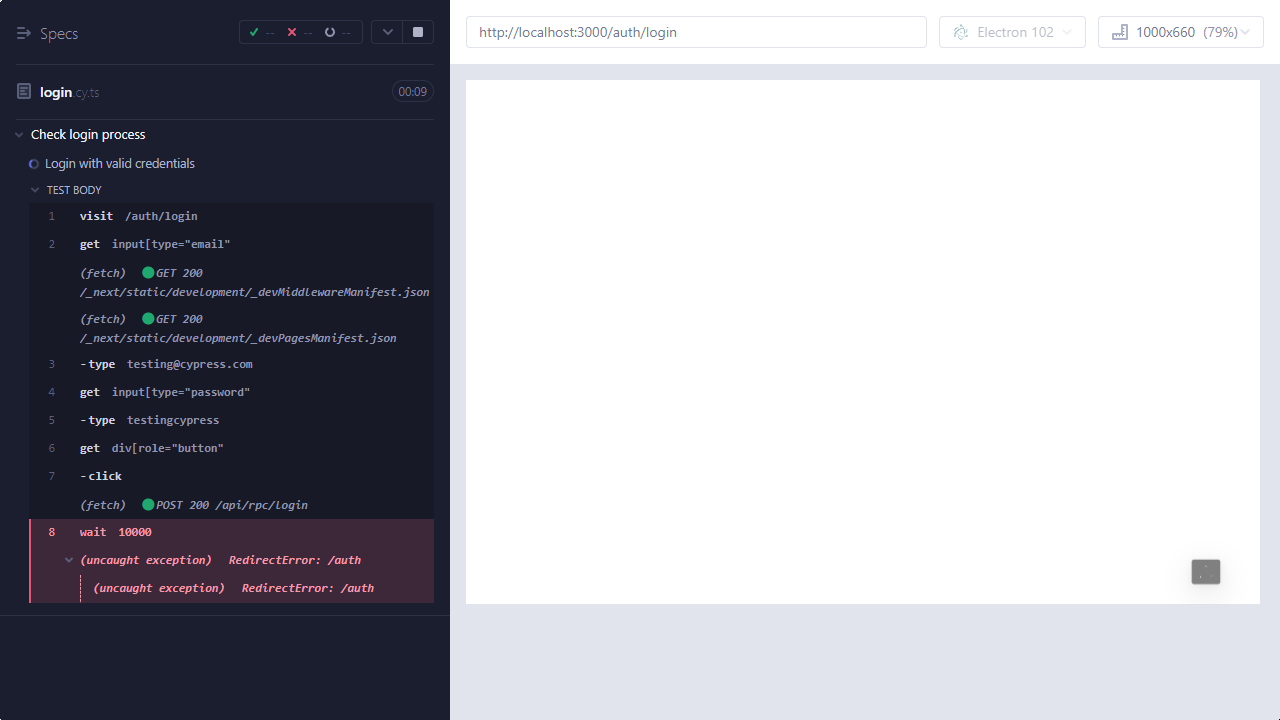 Specs
-- -- --
login.cy.ts
00:09
Check login process
Login with valid credentials
TEST BODY
1 visit /auth/login
2 get input[type="email"
(fetch) GET 200
/_next/static/development/_devMiddlewareManifest.json
(fetch) GET 200
/_next/static/development/_devPagesManifest.json
3 -type testing@cypress.com
4 get input[type="password"
5 -type testingcypress
6 get div[role="button"
7 -click
(fetch) POST 200 /api/rpc/login
8 wait 10000
(uncaught exception) RedirectError: /auth
(uncaught exception) RedirectError: /auth
http://localhost:3000/auth/login
Electron 102
1000x660 (79%)